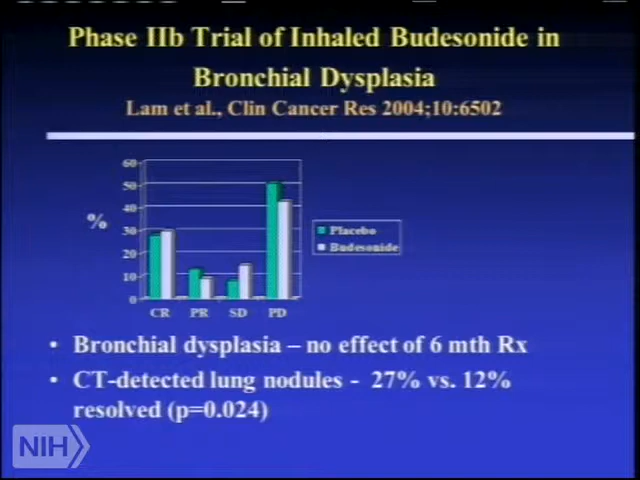 Phase IIb Trial of Inhaled Budesonide in
Bronchial Dysplasia
Lam et al., Clin Cancer Res 2004;10:6502
60
50
40
30
20
10
0
%
CR PR SD PD
Placebo
Budesonide
• Bronchial dysplasia – no effect of 6 mth Rx
• CT-detected lung nodules - 27% vs. 12%
resolved (p=0.024)
NIH